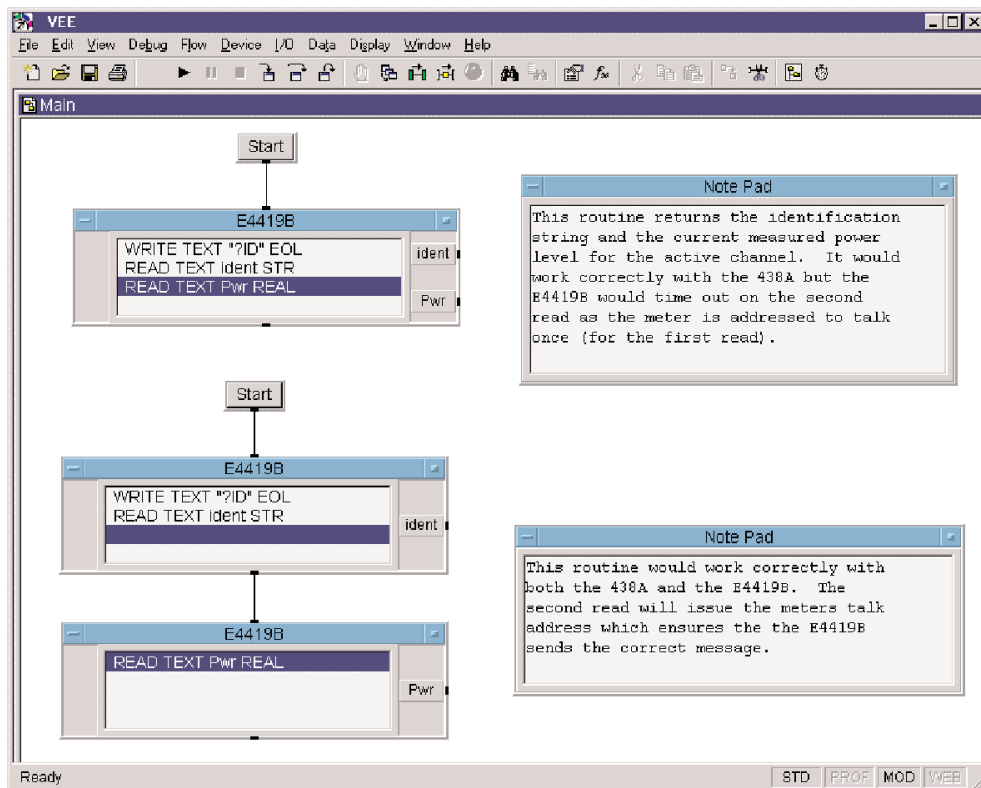 VEE
File Edit View Debug Flow Device I/O Data Display Window Help
Main
Start
E4419B
WRITE TEXT "?ID" EOL
READ TEXT ident STR
READ TEXT Pwr REAL
ident
Pwr
Note Pad
This routine returns the identification
string and the current measured power
level for the active channel. It would
work correctly with the 438A but the
E4419B would time out on the second
read as the meter is addressed to talk
once (for the first read).
Start
E4419B
WRITE TEXT "?ID" EOL
READ TEXT ident STR
ident
E4419B
READ TEXT Pwr REAL
Pwr
Note Pad
This routine would work correctly with
both the 438A and the E4419B. The
second read will issue the meters talk
address which ensures the the E4419B
sends the correct message.
Ready
STD PROF MOD WEB